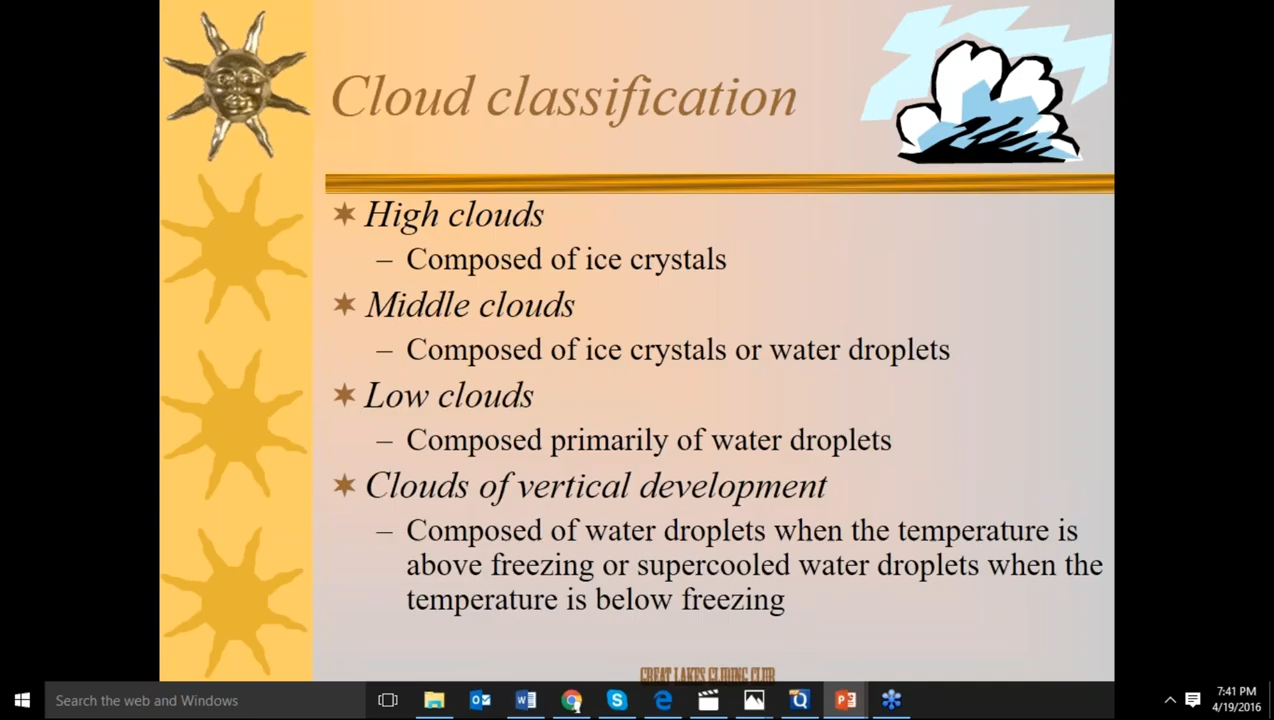 Cloud classification
High clouds
– Composed of ice crystals
Middle clouds
– Composed of ice crystals or water droplets
Low clouds
– Composed primarily of water droplets
Clouds of vertical development
– Composed of water droplets when the temperature is
above freezing or supercooled water droplets when the
temperature is below freezing
GREAT LAKES GLIDING CLUB
Search the web and Windows
7:41 PM
4/19/2016